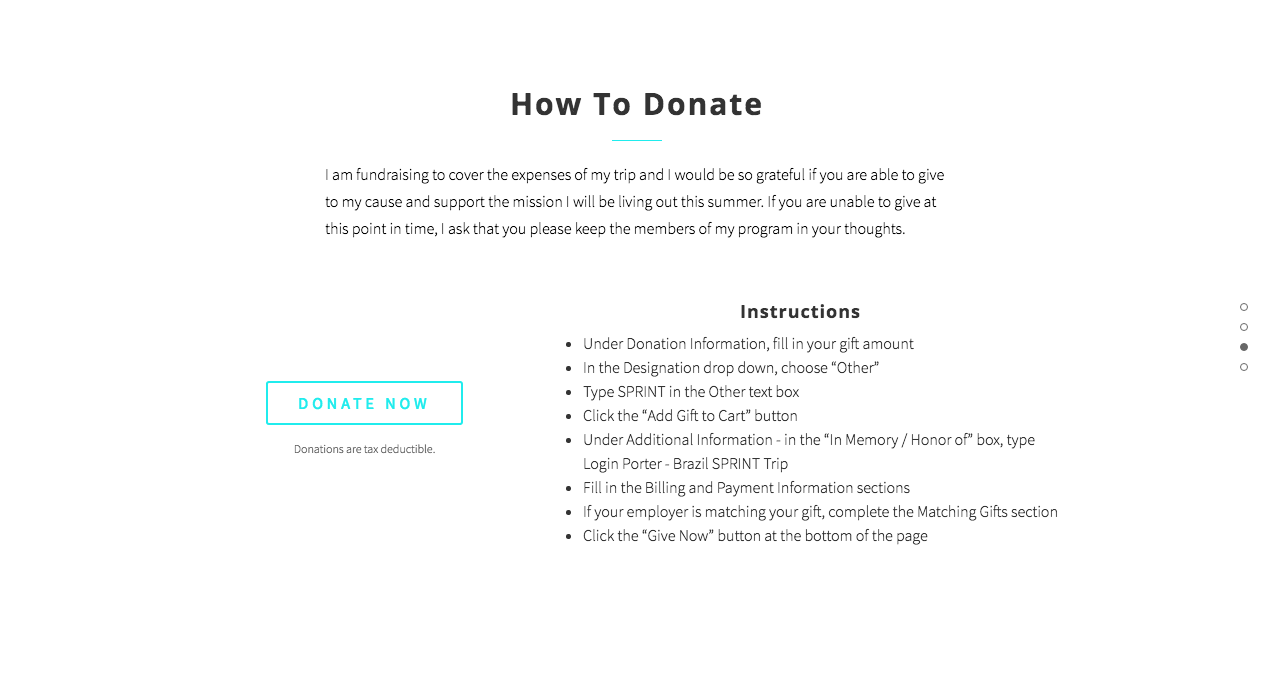 How To Donate
I am fundraising to cover the expenses of my trip and I would be so grateful if you are able to give
to my cause and support the mission I will be living out this summer. If you are unable to give at
this point in time, I ask that you please keep the members of my program in your thoughts.
DONATE NOW
Donations are tax deductible.
Instructions
Under Donation Information, fill in your gift amount
In the Designation drop down, choose “Other”
Type SPRINT in the Other text box
Click the “Add Gift to Cart” button
Under Additional Information - in the “In Memory / Honor of” box, type
Login Porter - Brazil SPRINT Trip
Fill in the Billing and Payment Information sections
If your employer is matching your gift, complete the Matching Gifts section
Click the “Give Now” button at the bottom of the page